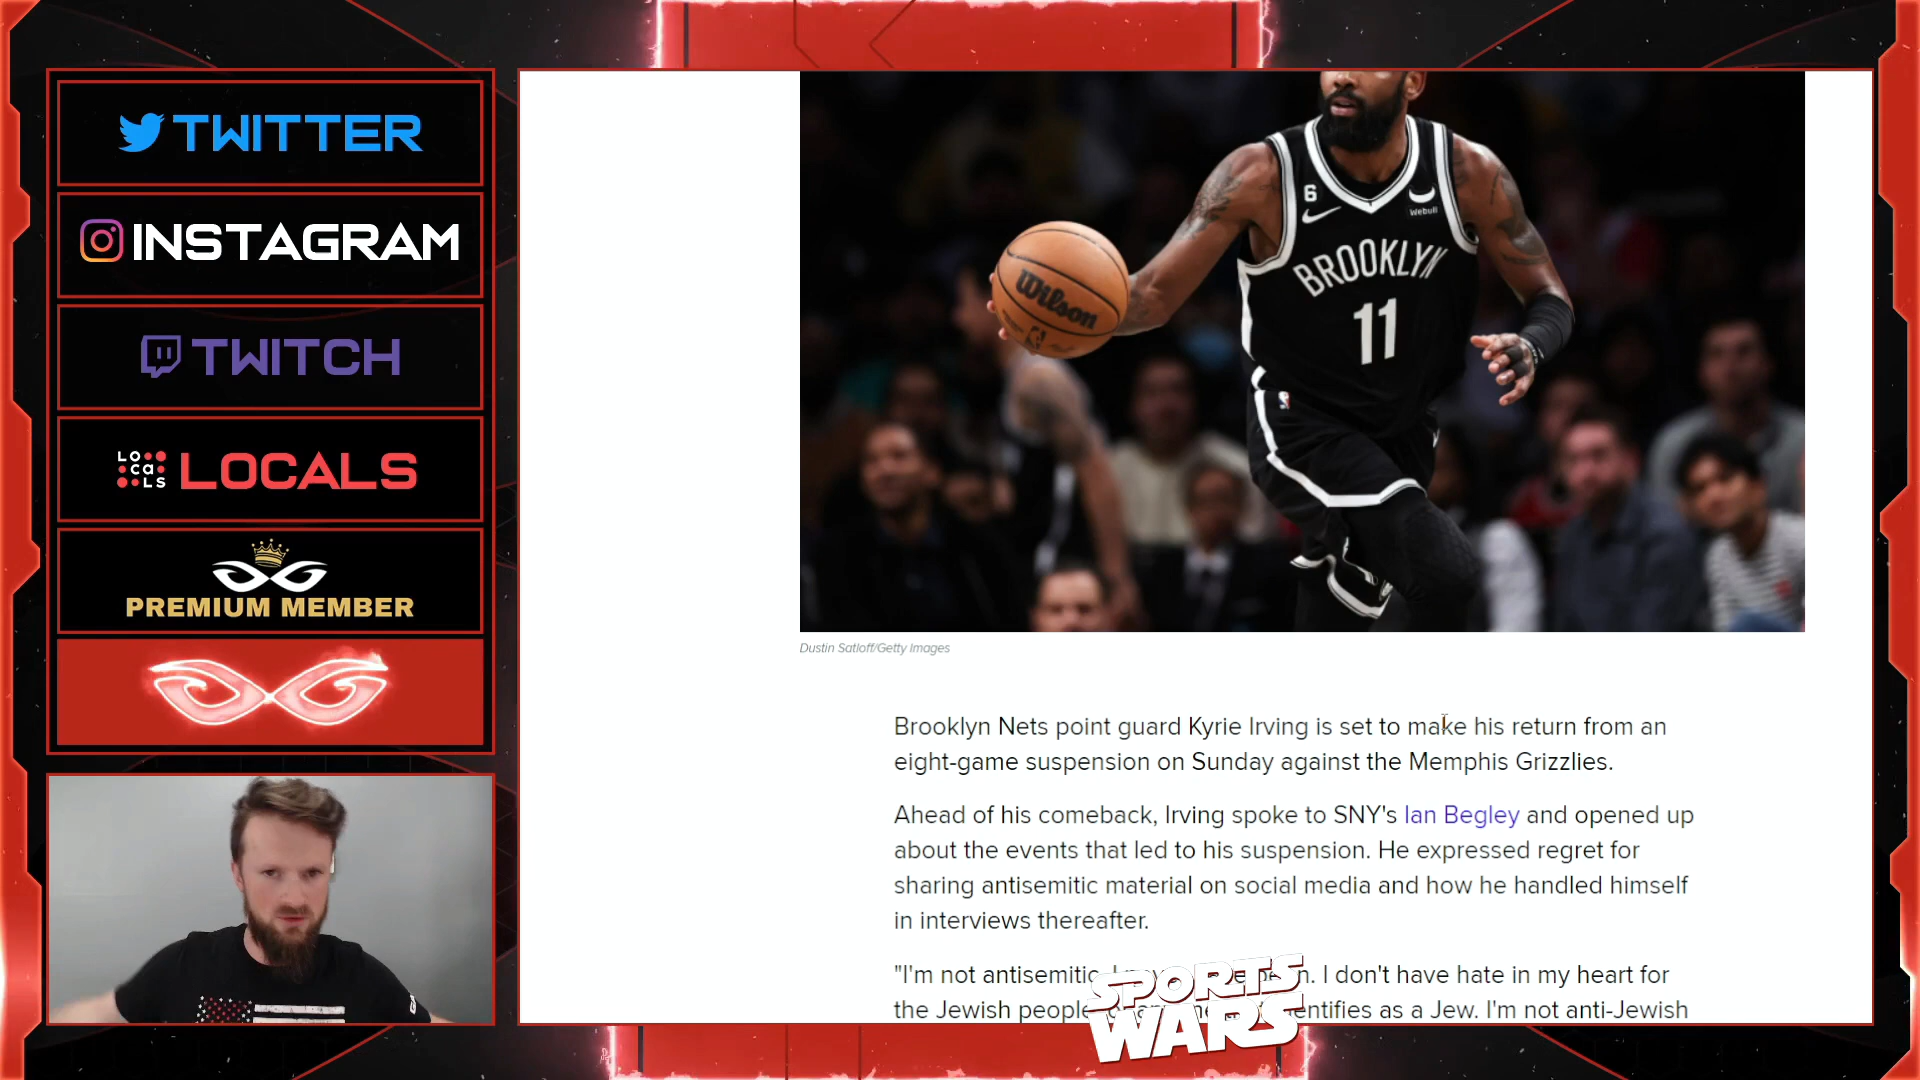 TWITTER
INSTAGRAM
TWITCH
LOCALS
LOCALS
PREMIUM MEMBER
6
Webull
BROOKLYN
11
Wilson
Dustin Satloff/Getty Images
Brooklyn Nets point guard Kyrie Irving is set to make his return from an
eight-game suspension on Sunday against the Memphis Grizzlies.
Ahead of his comeback, Irving spoke to SNY's Ian Begley and opened up
about the events that led to his suspension. He expressed regret for
sharing antisemitic material on social media and how he handled himself
in interviews thereafter.
"I'm not antisemitic. I don't have hate in my heart for
the Jewish people as a Jew. I'm not anti-Jewish
SPORTS
WARS